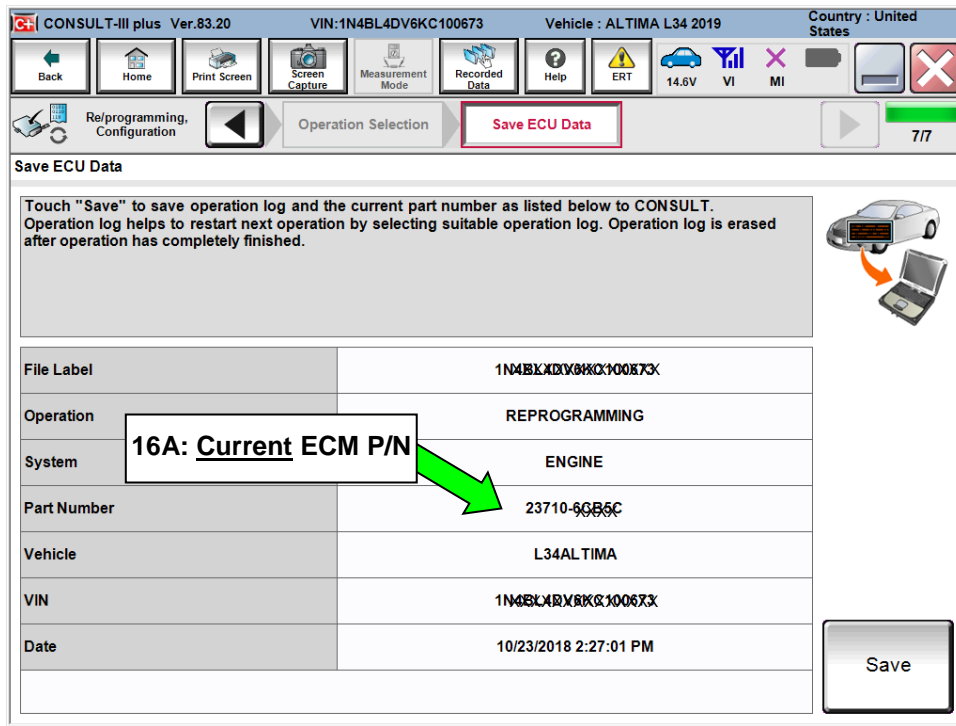 C+ CONSULT-III plus Ver.83.20 VIN:1N4BL4DV6KC100673 Vehicle : ALTIMA L34 2019 Country : United
States
Back
Home
Print Screen
Screen
Capture
Measurement
Mode
Recorded
Data
Help
ERT
14.6V
VI
MI
Re/programming,
Configuration
Operation Selection
Save ECU Data
7/7
Save ECU Data
Touch "Save" to save operation log and the current part number as listed below to CONSULT.
Operation log helps to restart next operation by selecting suitable operation log. Operation log is erased
after operation has completely finished.
File Label
Operation REPROGRAMMING
16A: Current ECM P/N
System ENGINE
Part Number 23710-
Vehicle L34ALTIMA
VIN
Date 10/23/2018 2:27:01 PM
Save